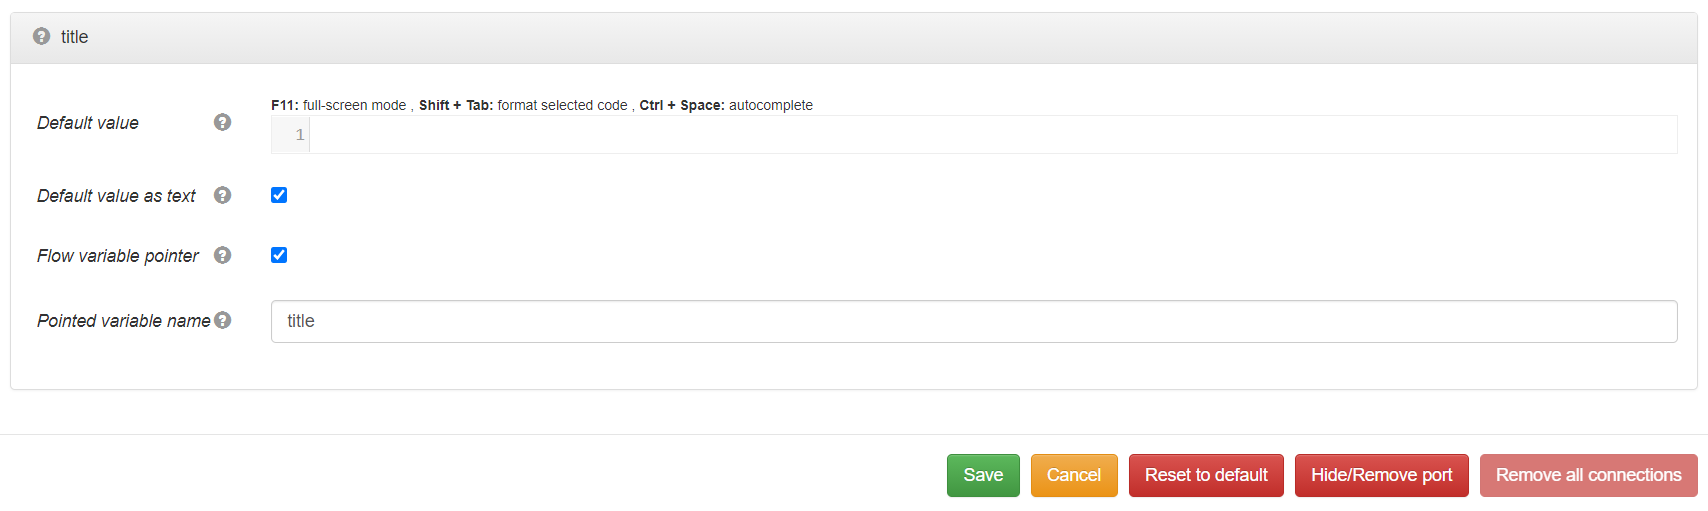 title
F11: full-screen mode , Shift + Tab: format selected code , Ctrl + Space: autocomplete
Default value
1
Default value as text
Flow variable pointer
Pointed variable name
title
Save Cancel Reset to default Hide/Remove port Remove all connections